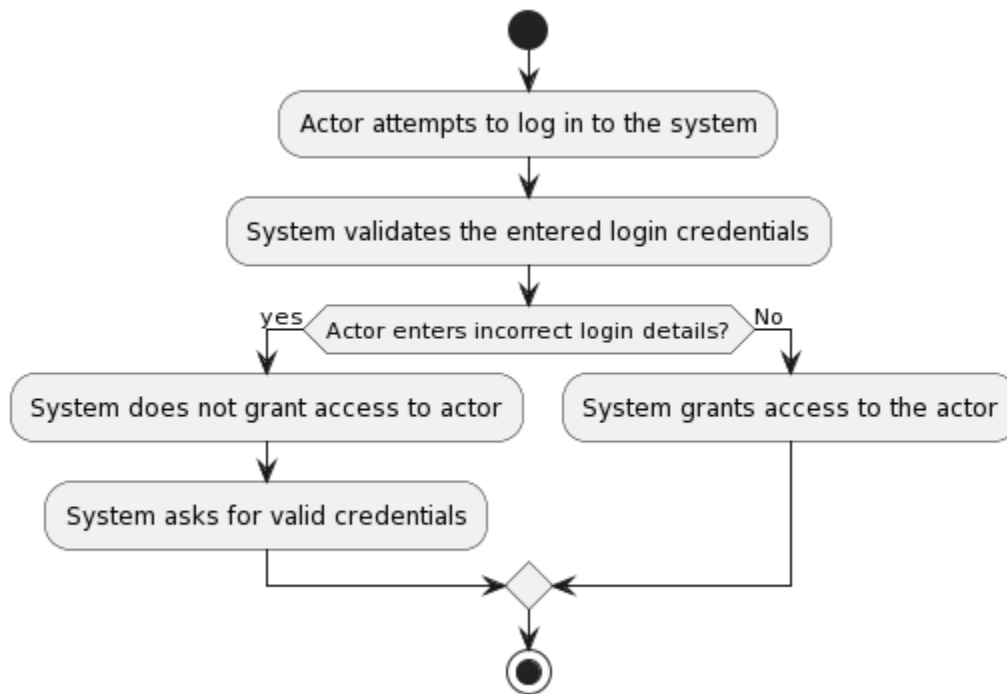 Actor attempts to log in to the system
System validates the entered login credentials
yes
Actor enters incorrect login details?
No
System does not grant access to actor
System grants access to the actor
System asks for valid credentials